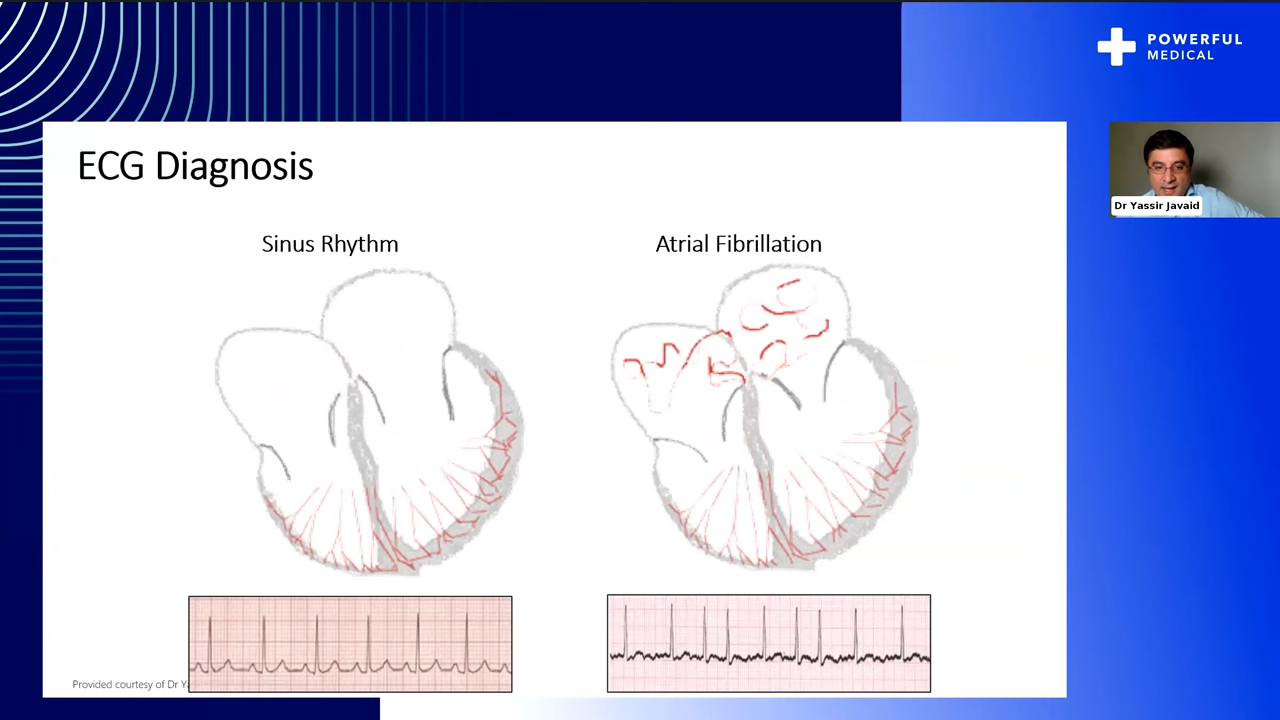 POWERFUL
MEDICAL
ECG Diagnosis
Dr Yassir Javaid
Sinus Rhythm
Atrial Fibrillation
Provided courtesy of Dr